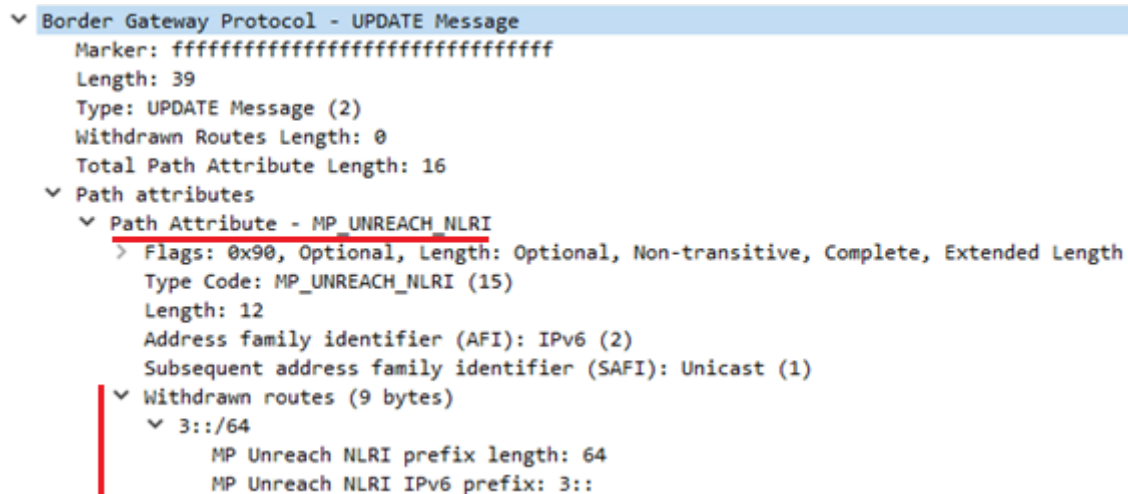 Border Gateway Protocol - UPDATE Message
Marker: ffffffffffffffffffffffffffffffff
Length: 39
Type: UPDATE Message (2)
Withdrawn Routes Length: 0
Total Path Attribute Length: 16
Path attributes
Path Attribute - MP_UNREACH_NLRI
Flags: 0x90, Optional, Length: Optional, Non-transitive, Complete, Extended Length
Type Code: MP_UNREACH_NLRI (15)
Length: 12
Address family identifier (AFI): IPv6 (2)
Subsequent address family identifier (SAFI): Unicast (1)
Withdrawn routes (9 bytes)
3::/64
MP Unreach NLRI prefix length: 64
MP Unreach NLRI IPv6 prefix: 3::